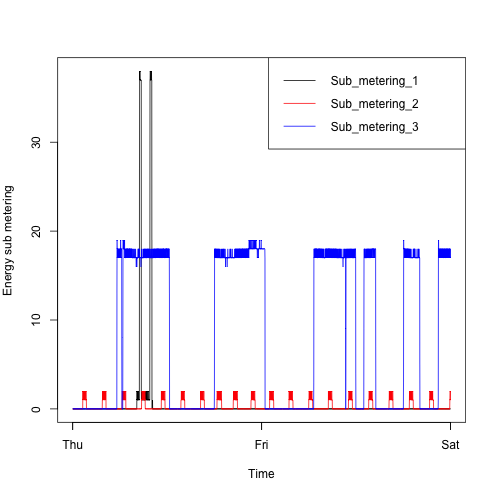 Sub_metering_1
Sub_metering_2
Sub_metering_3
Energy sub metering
30
20
10
0
Thu Fri Sat
Time